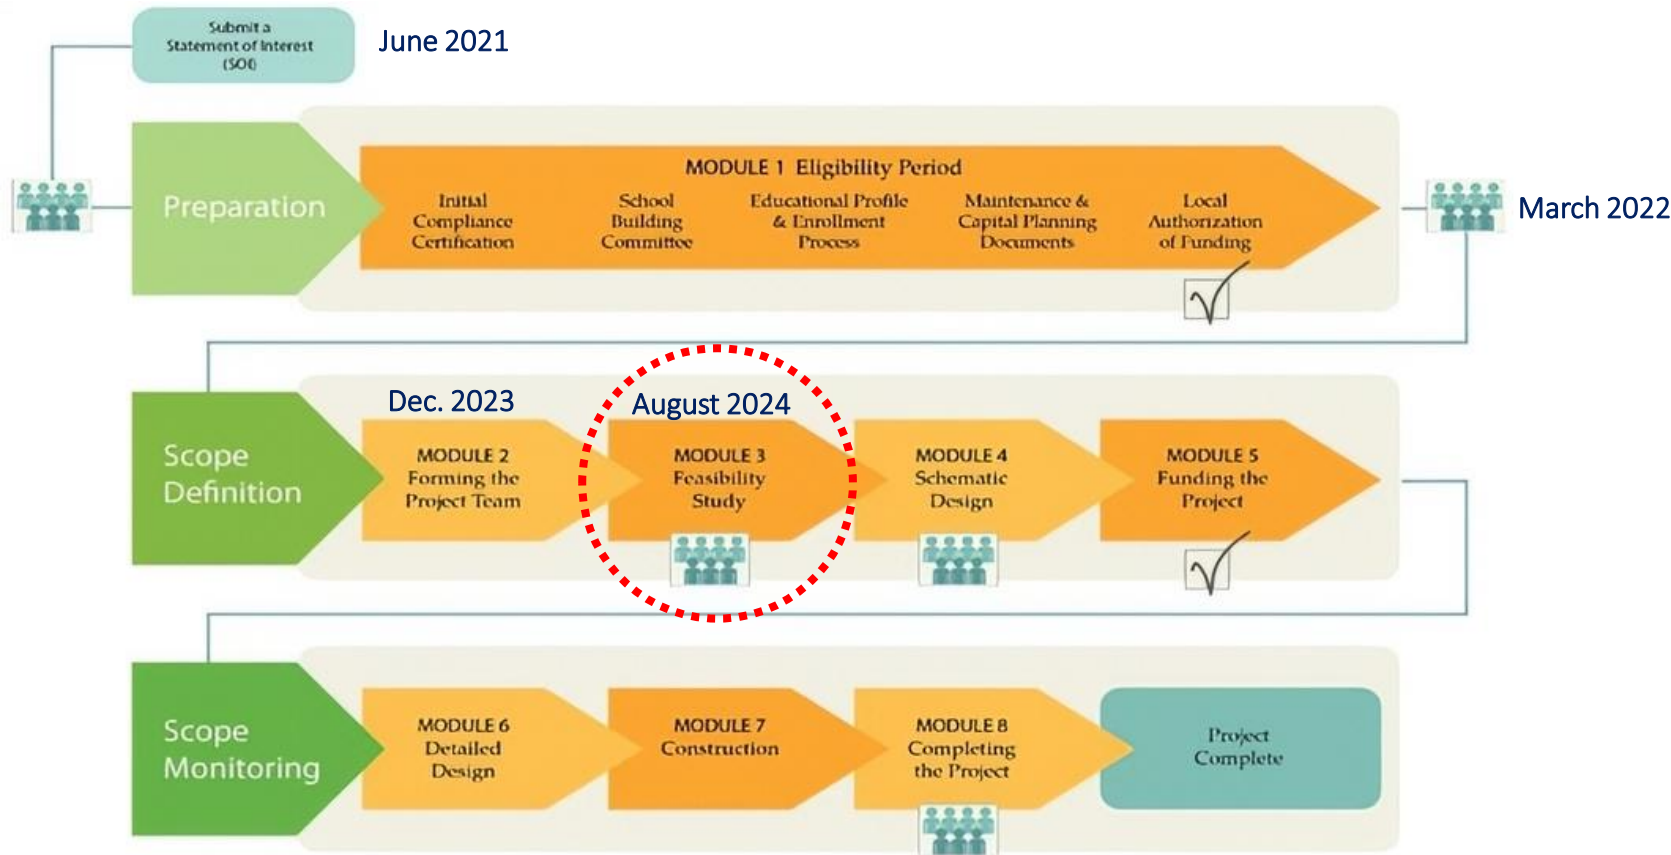 Submit a
Statement of Interest
(SOI)
June 2021
Preparation
MODULE 1 Eligibility Period
Initial
Compliance
Certification
School
Building
Committee
Educational Profile
& Enrollment
Process
Maintenance &
Capital Planning
Documents
Local
Authorization
of Funding
March 2022
Scope
Definition
Dec. 2023
MODULE 2
Forming the
Project Team
August 2024
MODULE 3
Feasibility
Study
MODULE 4
Schematic
Design
MODULE 5
Funding the
Project
Scope
Monitoring
MODULE 6
Detailed
Design
MODULE 7
Construction
MODULE 8
Completing
the Project
Project
Complete